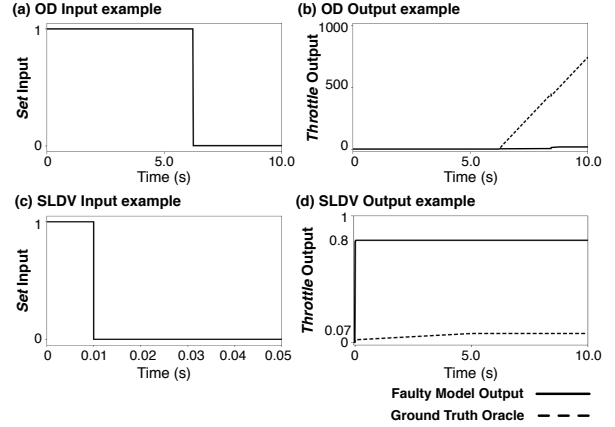 (a) OD Input example
1
0
Set Input
5.0
10.0
Time (s)
(b) OD Output example
1000
500
0
Throttle Output
5.0
10.0
Time (s)
(c) SLDV Input example
1
0
Set Input
0
0.01
0.02
0.03
0.04
0.05
Time (s)
(d) SLDV Output example
1
0.8
0.07
0
Throttle Output
5.0
10.0
Time (s)
Faulty Model Output
Ground Truth Oracle